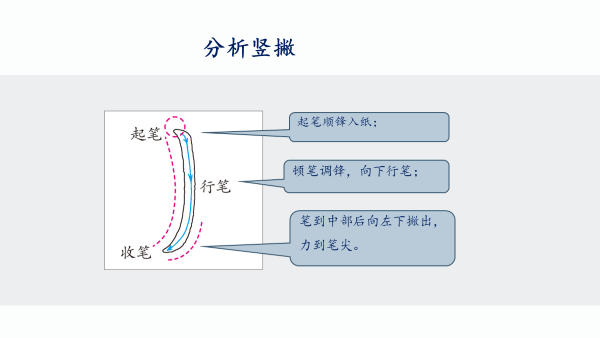 分析竖撇
起笔
起笔顺锋入纸；
行笔
顿笔调锋，向下行笔；
收笔
笔到中部后向左下撇出，
力到笔尖。